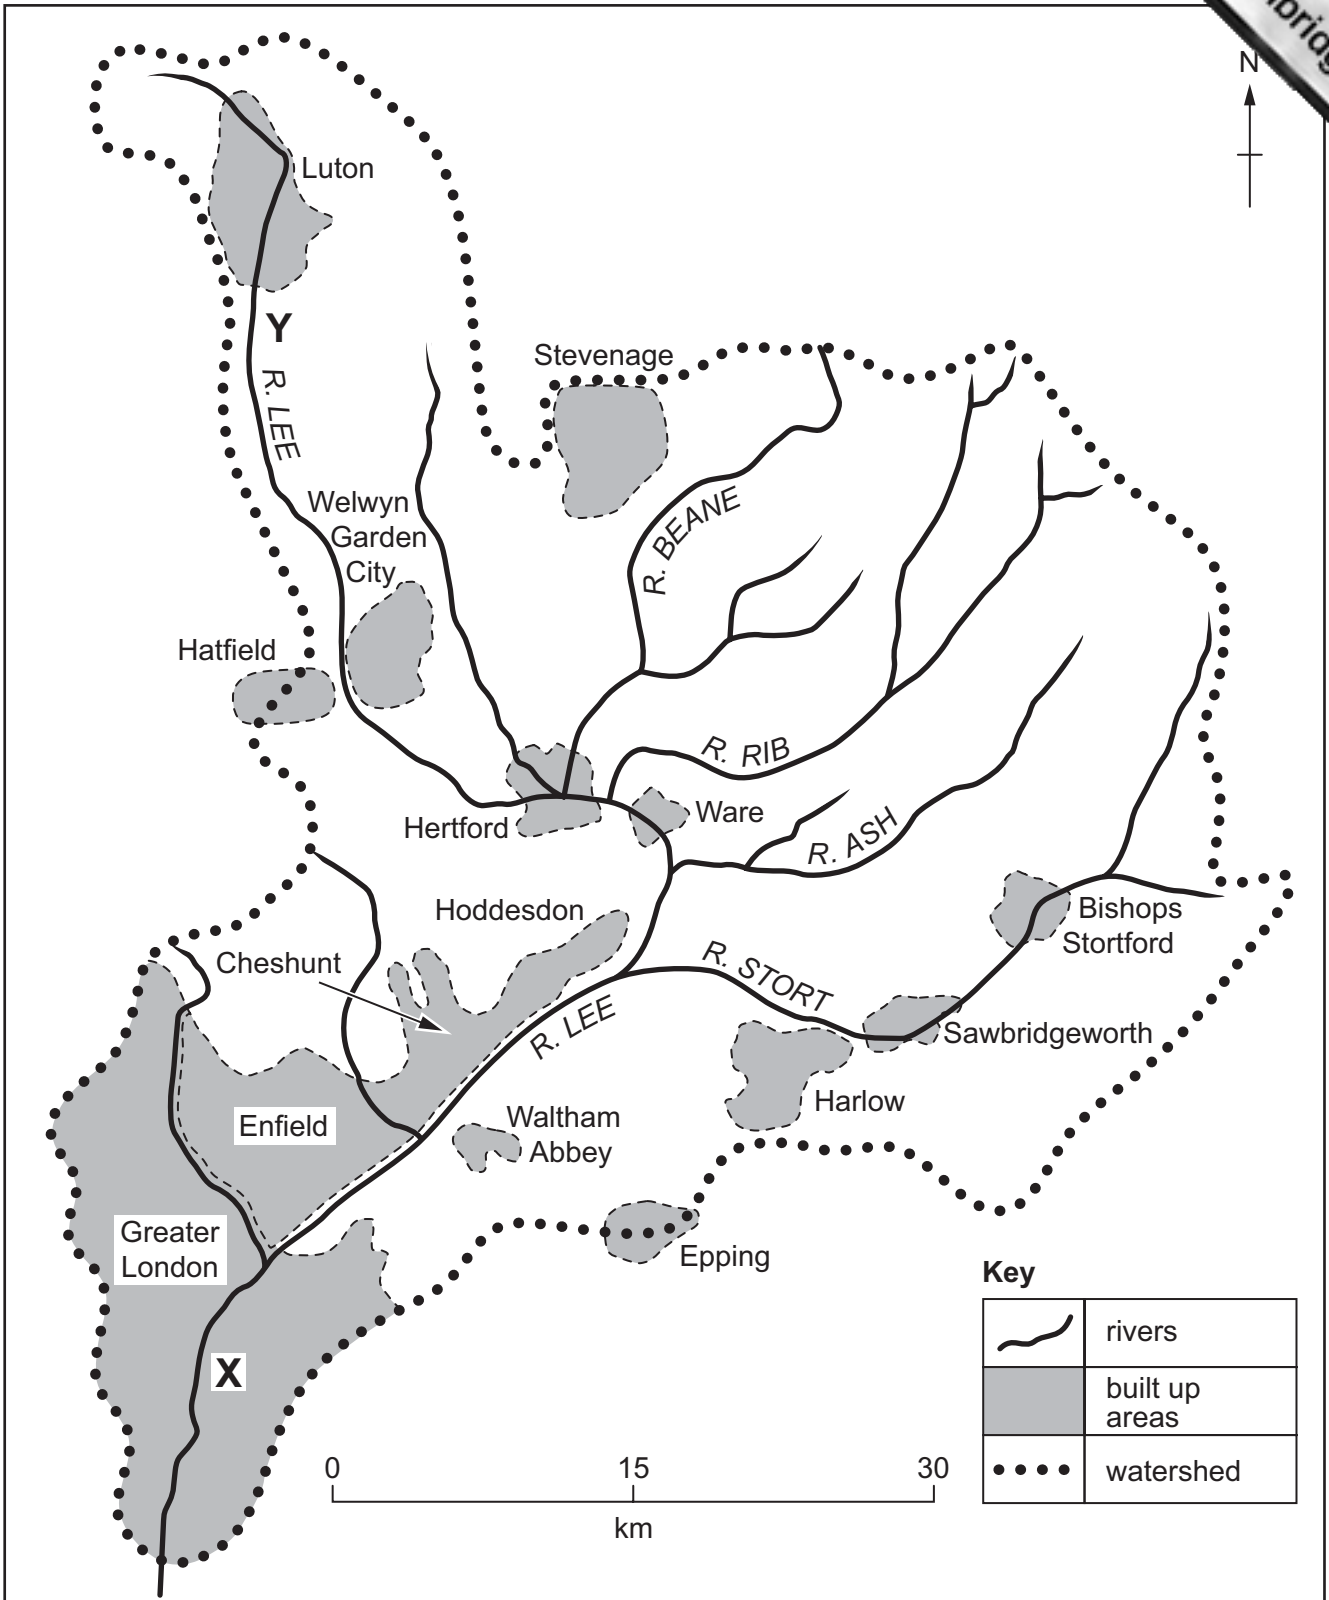 N
Luton
Y
R. LEE
Stevenage
Welwyn
Garden
City
R. BEANE
Hatfield
R. RIB
Ware
Hertford
R. ASH
Hoddesdon
Bishops
Stortford
Cheshunt
R. STORT
R. LEE
Sawbridgeworth
Harlow
Enfield
Waltham
Abbey
Greater
London
Epping
X
Key
rivers
built up
areas
watershed
0 15 30
km